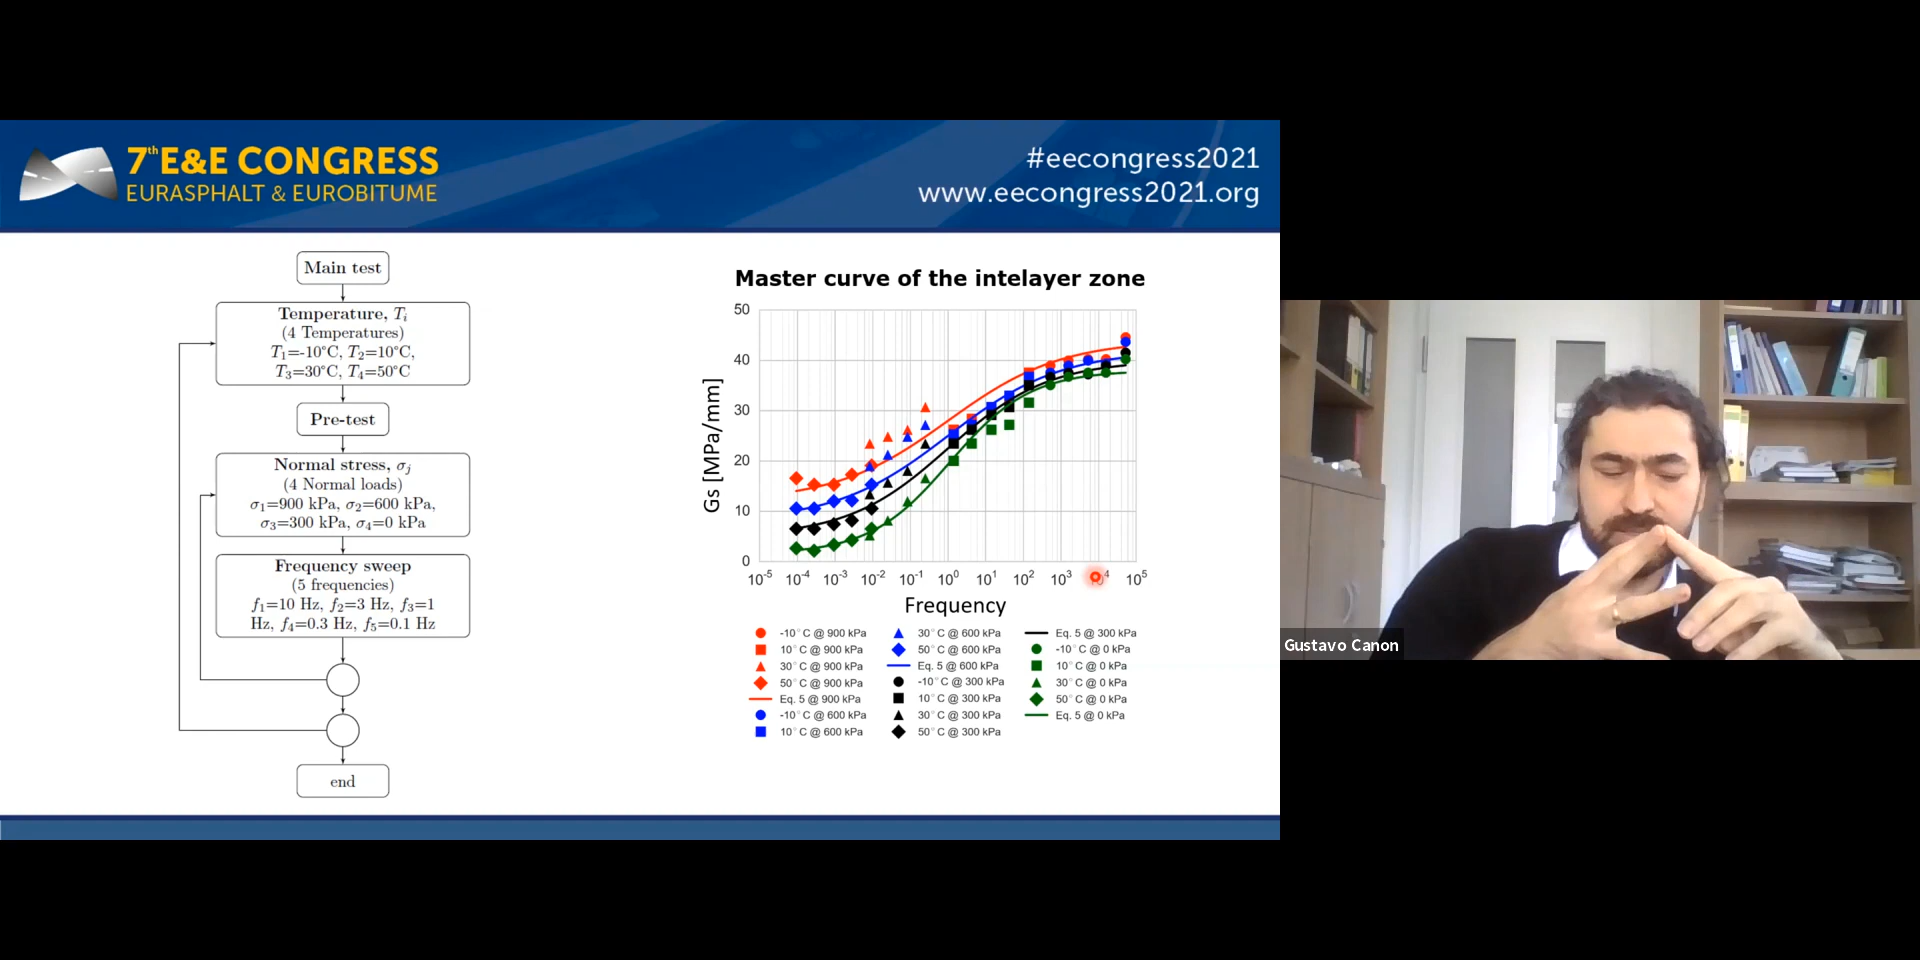 7th E&E CONGRESS
EURASPHALT & EUROBITUME
#eecongress2021
www.eecongress2021.org
Main test
Temperature, Ti
(4 Temperatures)
T1=-10°C, T2=10°C,
T3=30°C, T4=50°C
Pre-test
Normal stress, σj
(4 Normal loads)
σ1=900 kPa, σ2=600 kPa,
σ3=300 kPa, σ4=0 kPa
Frequency sweep
(5 frequencies)
f1=10 Hz, f2=3 Hz, f3=1
Hz, f4=0.3 Hz, f5=0.1 Hz
end
Master curve of the intelayer zone
Gs [MPa/mm]
50
40
30
20
10
0
10-5 10-4 10-3 10-2 10-1 100 101 102 103 104 105
Frequency
-10°C @ 900 kPa
10°C @ 900 kPa
30°C @ 900 kPa
50°C @ 900 kPa
Eq. 5 @ 900 kPa
-10°C @ 600 kPa
10°C @ 600 kPa
30°C @ 600 kPa
50°C @ 600 kPa
Eq. 5 @ 600 kPa
-10°C @ 300 kPa
10°C @ 300 kPa
30°C @ 300 kPa
50°C @ 300 kPa
Eq. 5 @ 300 kPa
-10°C @ 0 kPa
10°C @ 0 kPa
30°C @ 0 kPa
50°C @ 0 kPa
Eq. 5 @ 0 kPa
Gustavo Canon